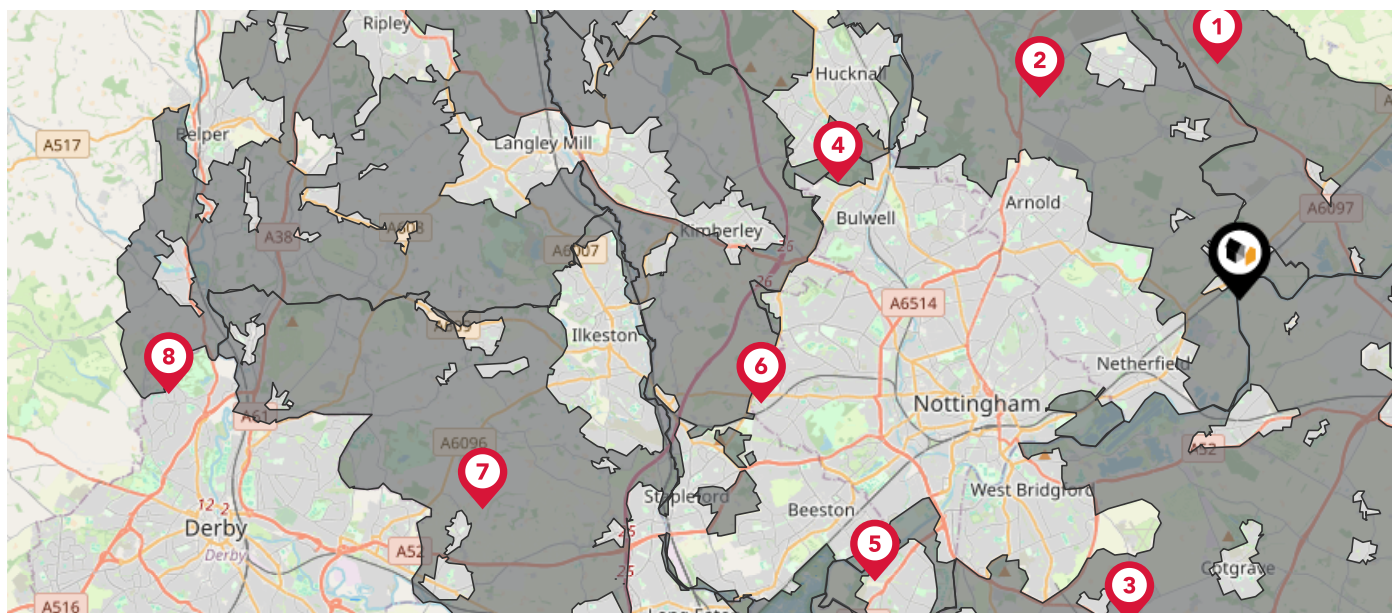 Ripley
1
2
Hucknall
A517
Belper
Langley Mill
4
A6097
Arnold
Bulwell
A608
Kimberley
A38
26
A6007
26
A6514
Ilkeston
8
6
Netherfield
Nottingham
A61
A6096
A52
7
12
2
Stapleford
West Bridgford
Derby
Beeston
25
5
Derby
A52
25
3
Cotgrave
A516